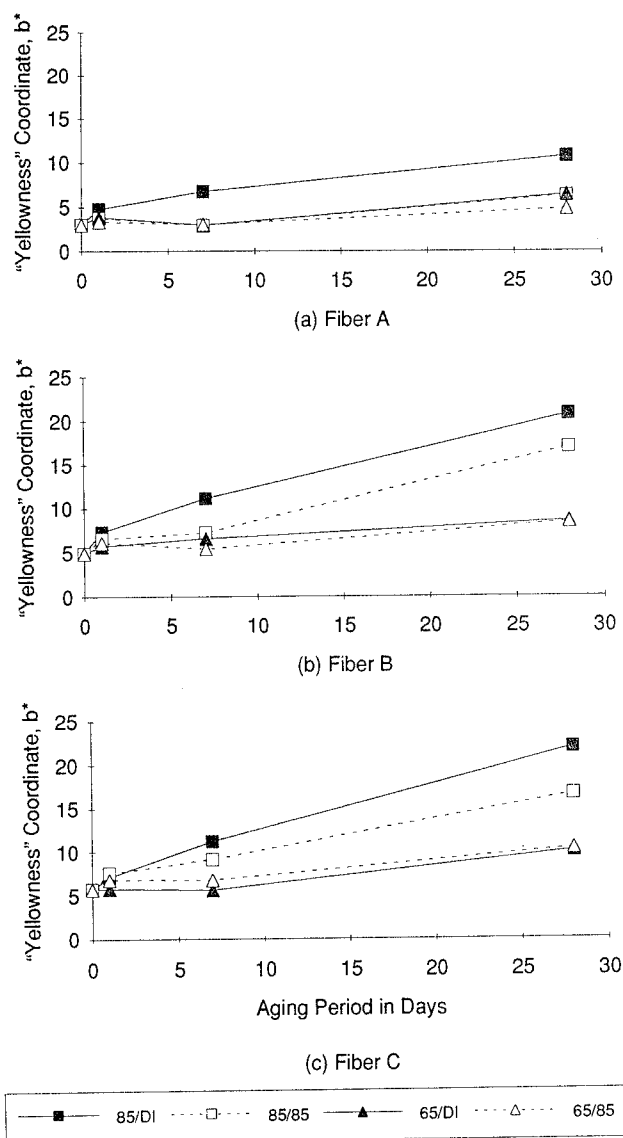 "Yellowness" Coordinate, b*
25
20
15
10
5
0
0 5 10 15 20 25 30
(a) Fiber A
"Yellowness" Coordinate, b*
25
20
15
10
5
0
0 5 10 15 20 25 30
(b) Fiber B
"Yellowness" Coordinate, b*
25
20
15
10
5
0
0 5 10 15 20 25 30
Aging Period in Days
(c) Fiber C
85/DI 85/85 65/DI 65/85